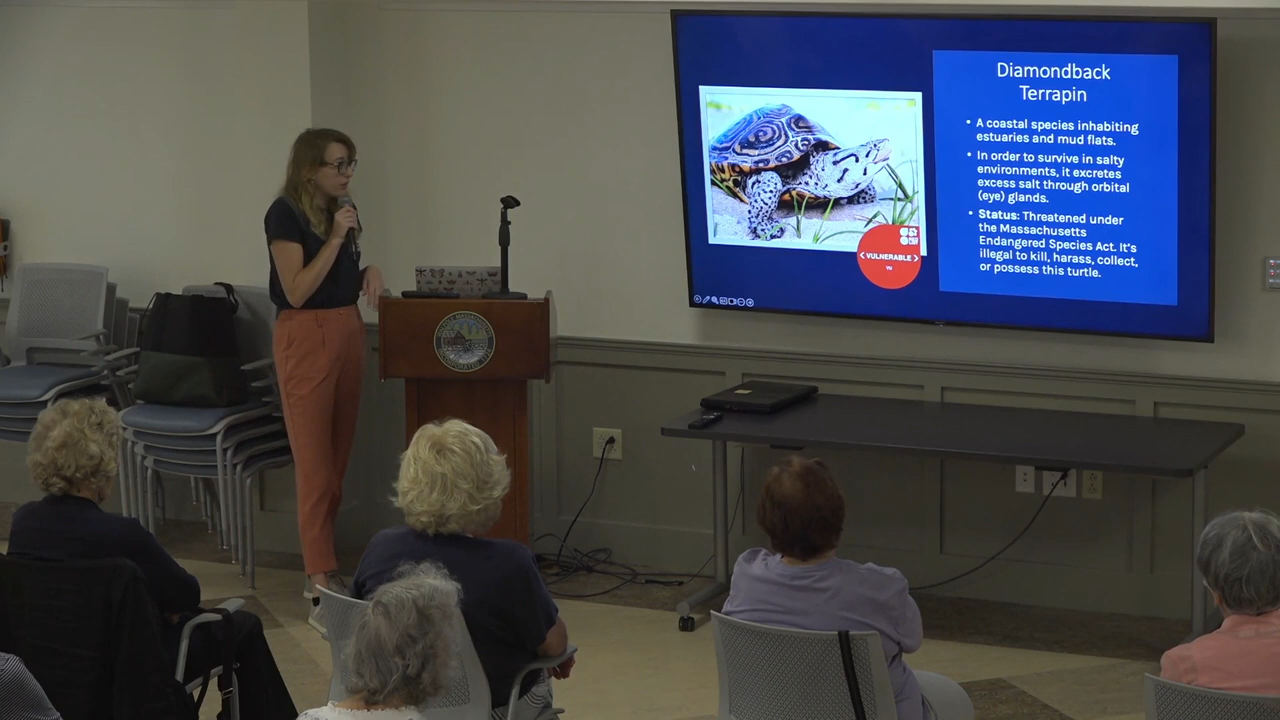 Diamondback
Terrapin
• A coastal species inhabiting
estuaries and mud flats.
• In order to survive in salty
environments, it excretes
excess salt through orbital
(eye) glands.
• Status: Threatened under
the Massachusetts
Endangered Species Act. It's
illegal to kill, harass, collect,
or possess this turtle.
< VULNERABLE >
VU